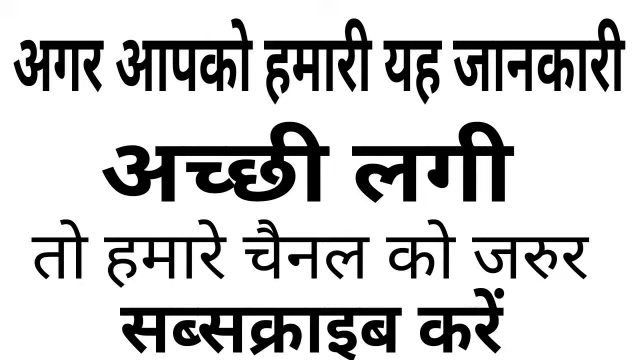 अगर आपको हमारी यह जानकारी
अच्छी लगी
तो हमारे चैनल को जरुर
सब्सक्राइब करें